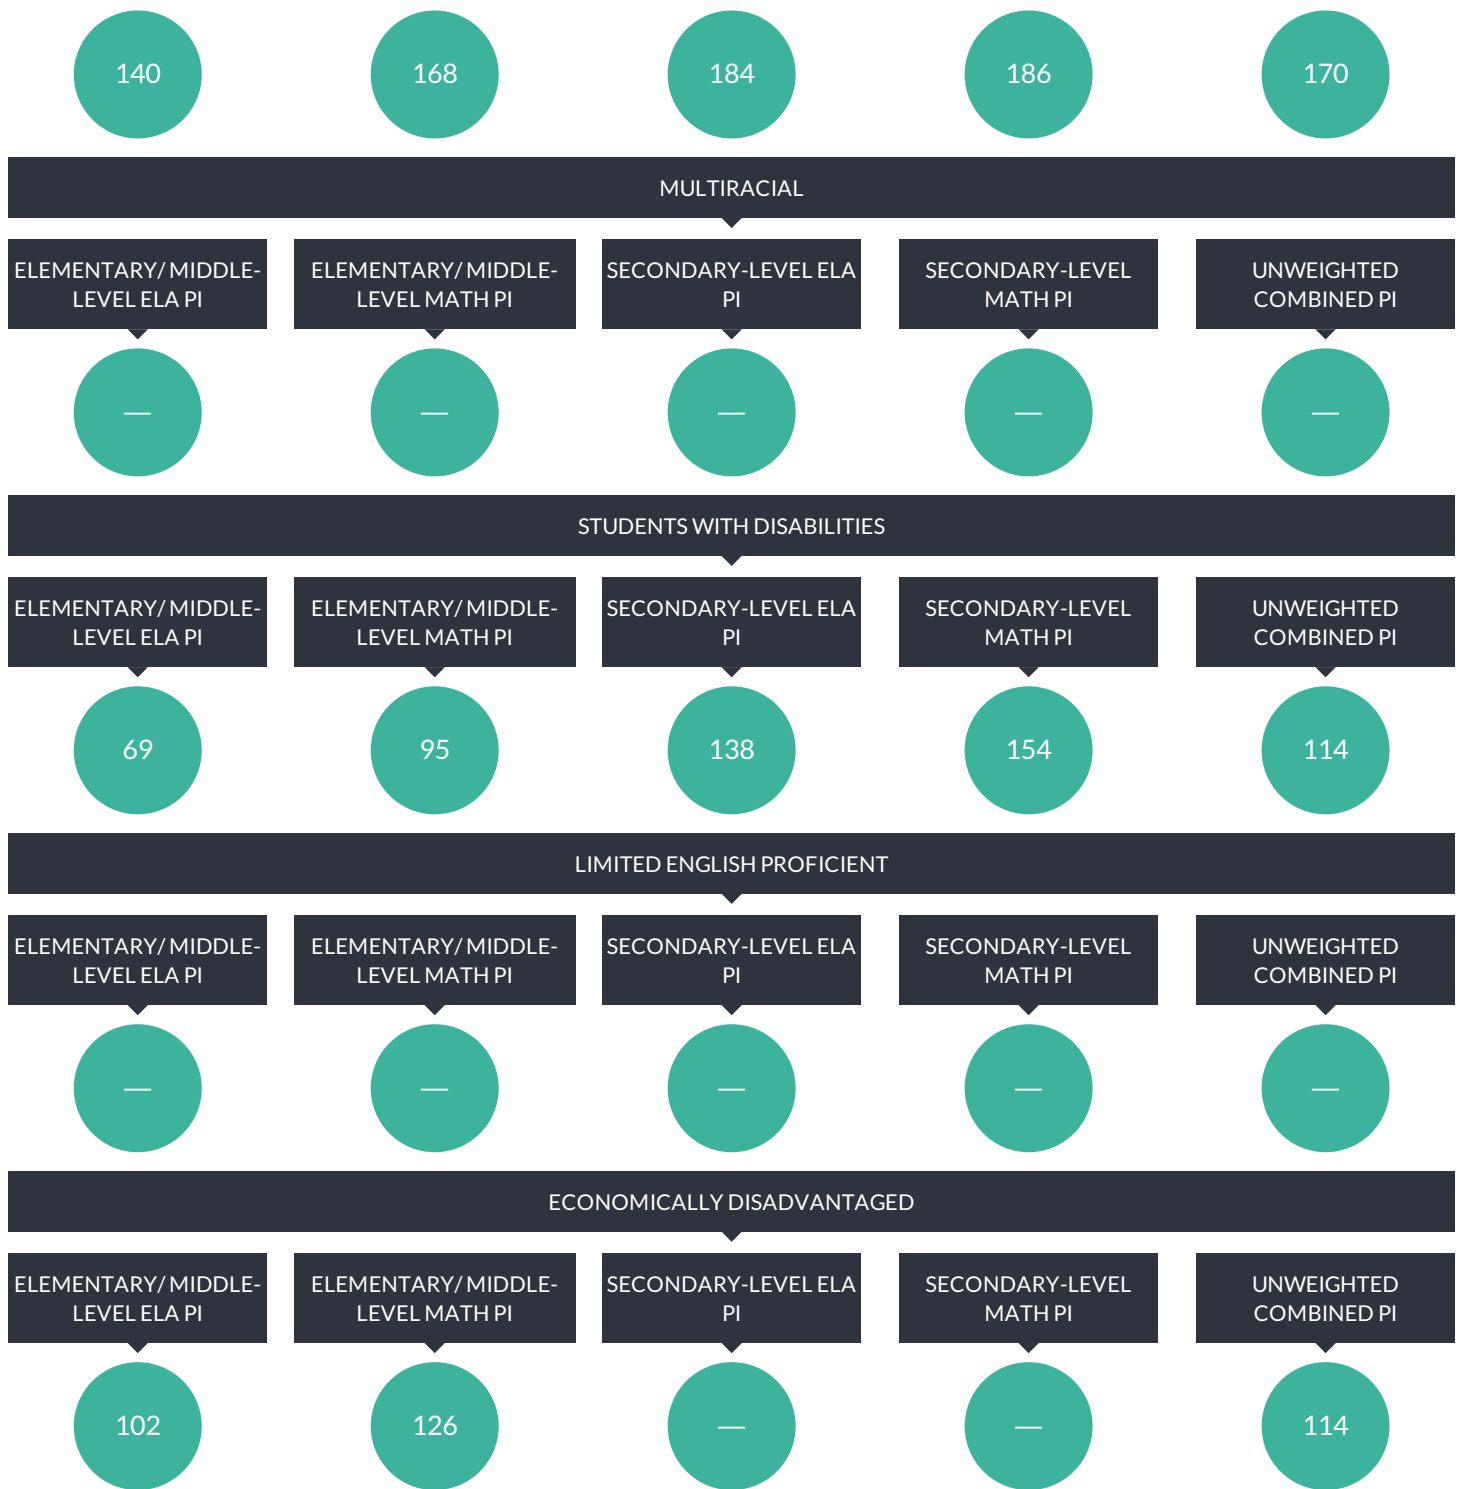 140 168 184 186 170
MULTIRACIAL
ELEMENTARY/ MIDDLE-
LEVEL ELA PI
ELEMENTARY/ MIDDLE-
LEVEL MATH PI
SECONDARY-LEVEL ELA
PI
SECONDARY-LEVEL
MATH PI
UNWEIGHTED
COMBINED PI
— — — — —
STUDENTS WITH DISABILITIES
ELEMENTARY/ MIDDLE-
LEVEL ELA PI
ELEMENTARY/ MIDDLE-
LEVEL MATH PI
SECONDARY-LEVEL ELA
PI
SECONDARY-LEVEL
MATH PI
UNWEIGHTED
COMBINED PI
69 95 138 154 114
LIMITED ENGLISH PROFICIENT
ELEMENTARY/ MIDDLE-
LEVEL ELA PI
ELEMENTARY/ MIDDLE-
LEVEL MATH PI
SECONDARY-LEVEL ELA
PI
SECONDARY-LEVEL
MATH PI
UNWEIGHTED
COMBINED PI
— — — — —
ECONOMICALLY DISADVANTAGED
ELEMENTARY/ MIDDLE-
LEVEL ELA PI
ELEMENTARY/ MIDDLE-
LEVEL MATH PI
SECONDARY-LEVEL ELA
PI
SECONDARY-LEVEL
MATH PI
UNWEIGHTED
COMBINED PI
102 126 — — 114